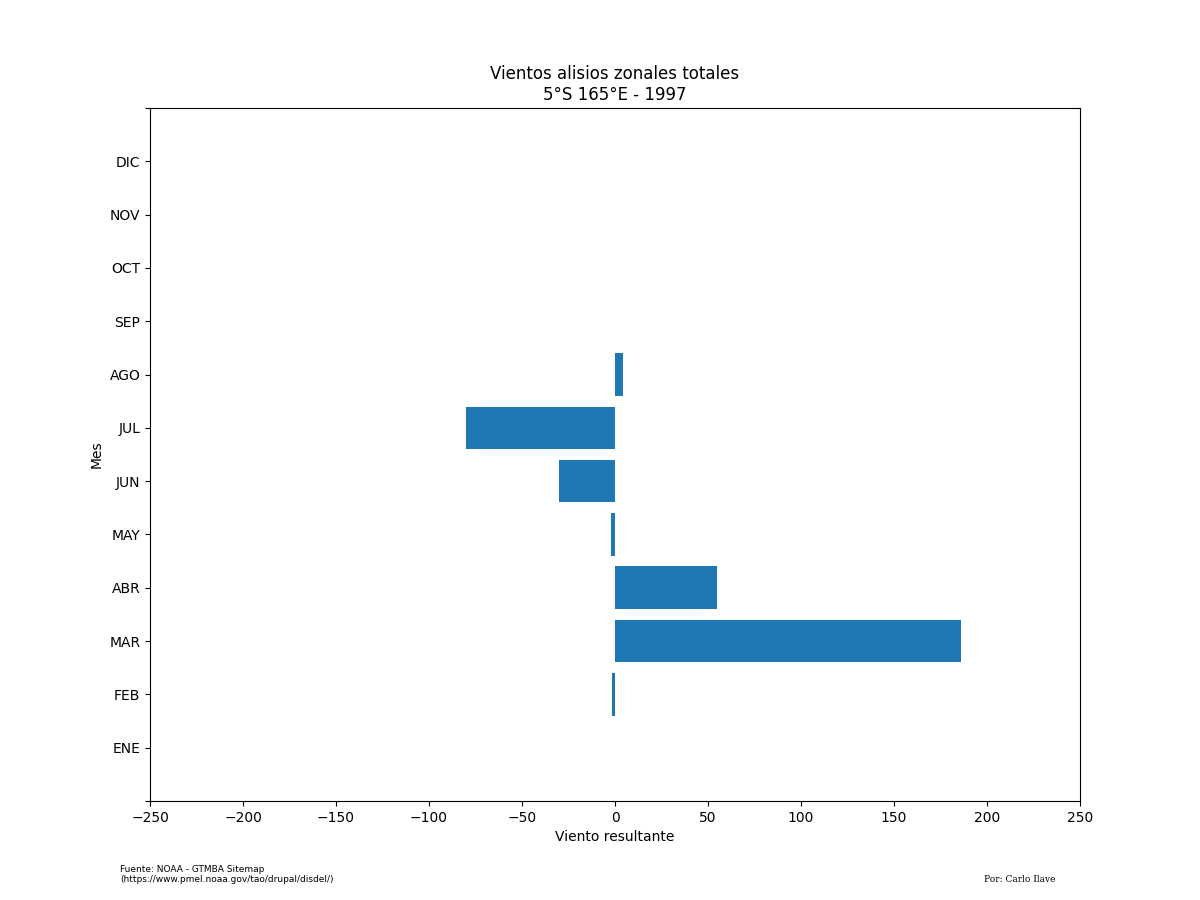 Vientos alisios zonales totales
5°S 165°E - 1997
DIC
NOV
OCT
SEP
AGO
JUL
JUN
MAY
ABR
MAR
FEB
ENE
Mes
−250 −200 −150 −100 −50 0 50 100 150 200 250
Viento resultante
Fuente: NOAA - GTMBA Sitemap
(https://www.pmel.noaa.gov/tao/drupal/disdel/)
Por: Carlo Ilave